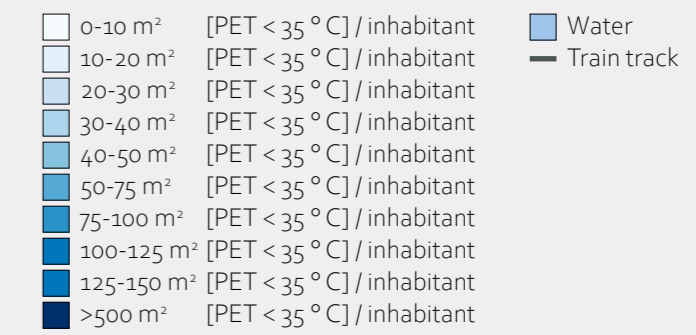 0-10 m² [PET < 35 ° C] / inhabitant
10-20 m² [PET < 35 ° C] / inhabitant
20-30 m² [PET < 35 ° C] / inhabitant
30-40 m² [PET < 35 ° C] / inhabitant
40-50 m² [PET < 35 ° C] / inhabitant
50-75 m² [PET < 35 ° C] / inhabitant
75-100 m² [PET < 35 ° C] / inhabitant
100-125 m² [PET < 35 ° C] / inhabitant
125-150 m² [PET < 35 ° C] / inhabitant
>500 m² [PET < 35 ° C] / inhabitant
Water
Train track